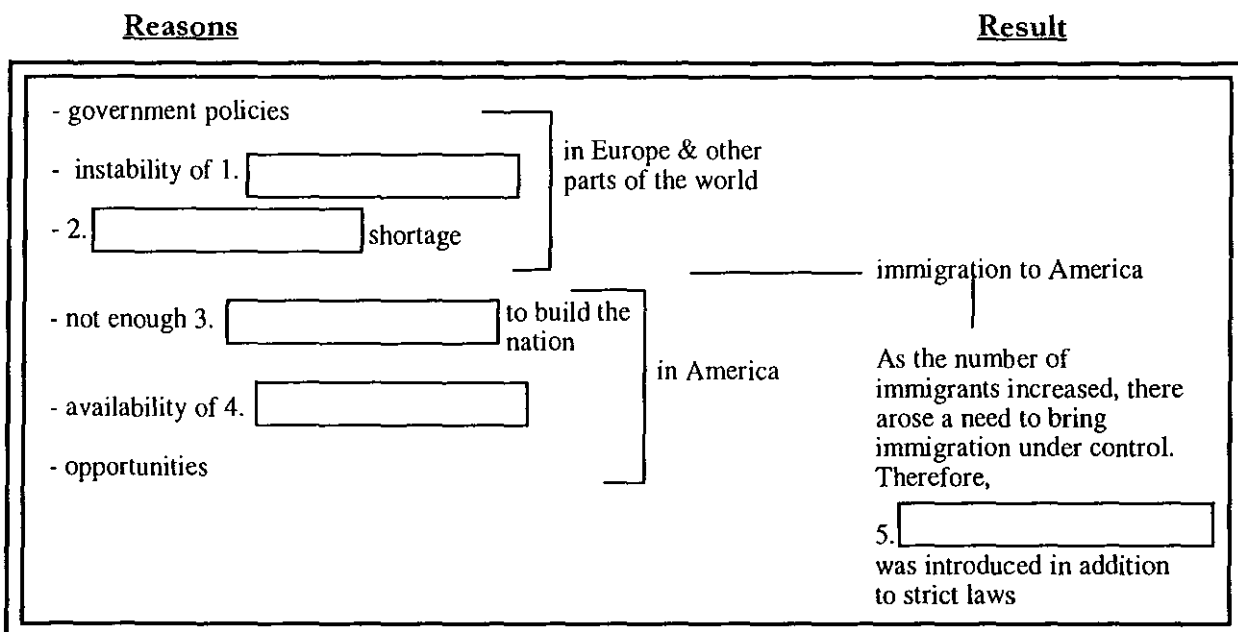 Reasons
Result
- government policies
- instability of 1.
- 2. shortage
in Europe & other
parts of the world
- not enough 3. to build the
nation
- availability of 4.
- opportunities
in America
immigration to America
As the number of
immigrants increased, there
arose a need to bring
immigration under control.
Therefore,
5.
was introduced in addition
to strict laws